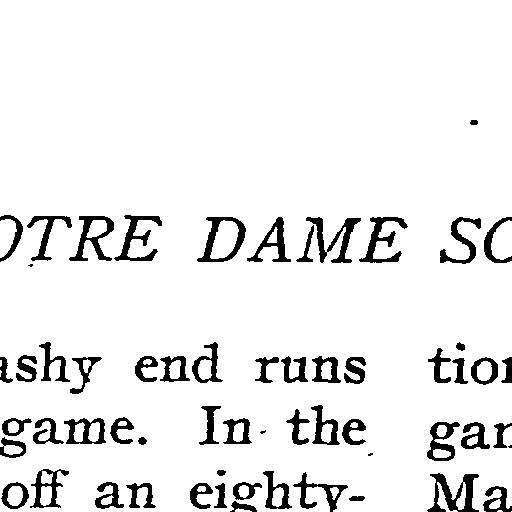 OTRE DAME SC
ashy end runs
game. In the
off an eighty-
tion
gan
Ma